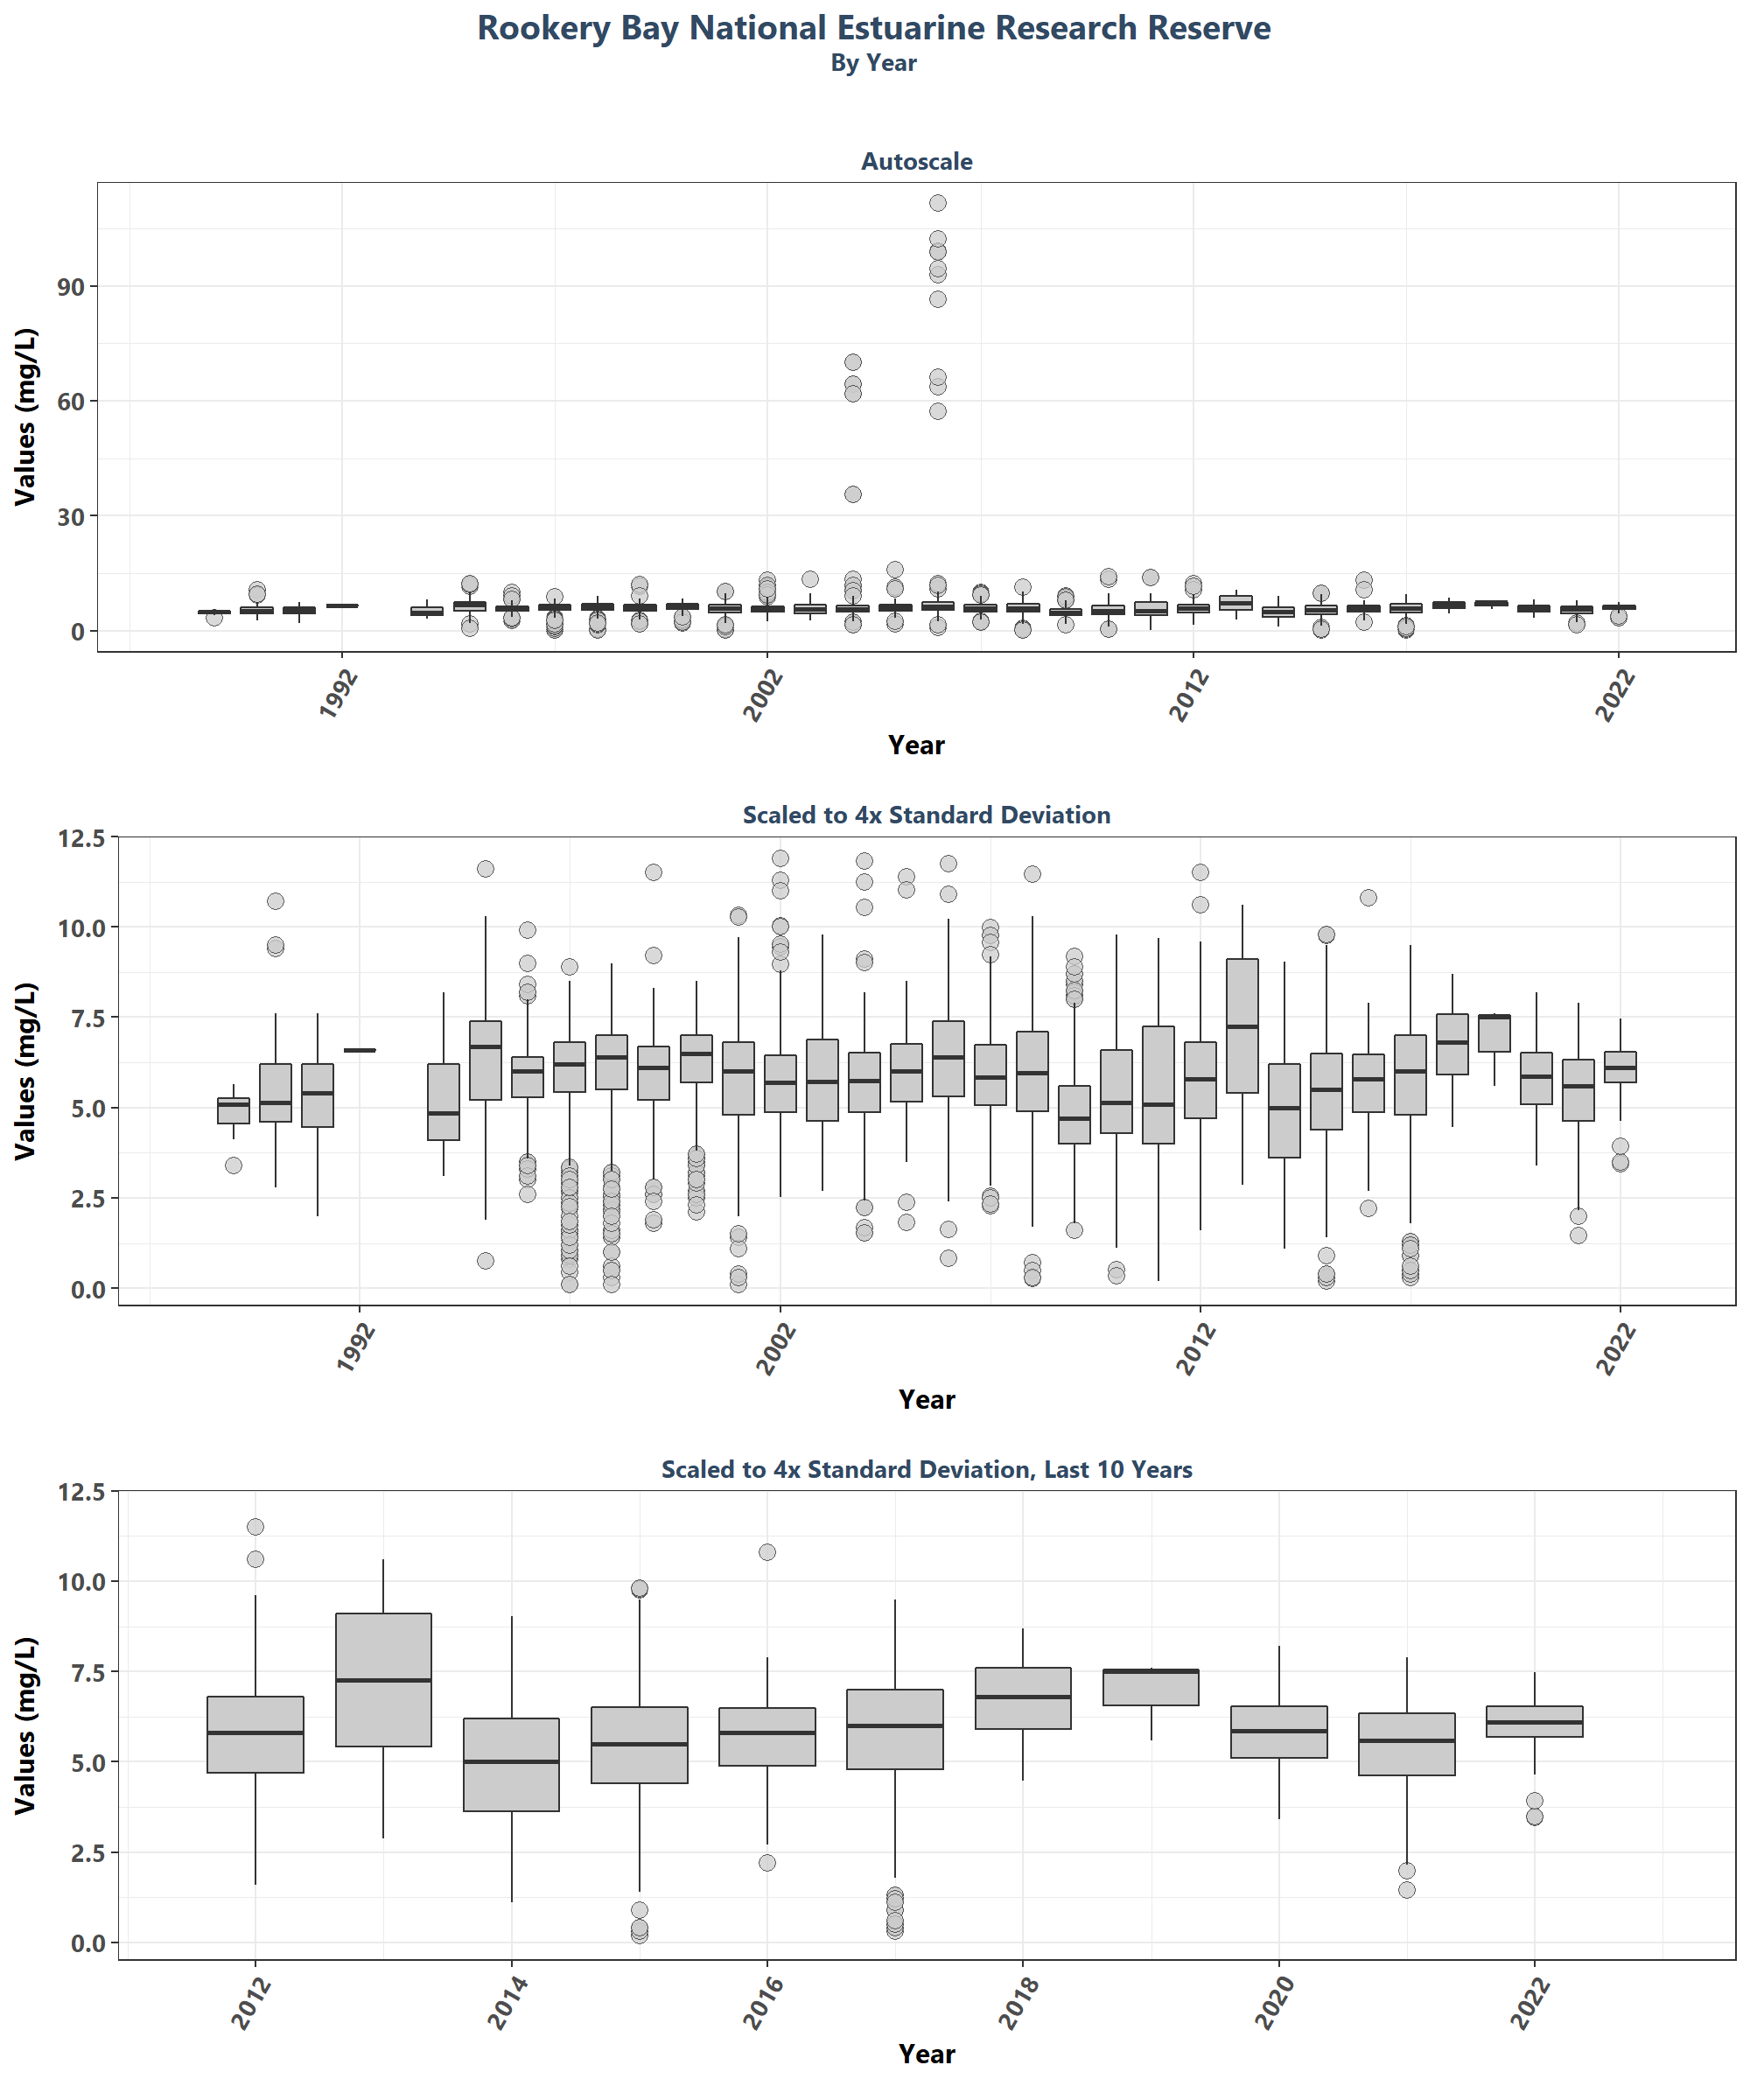 Rookery Bay National Estuarine Research Reserve
By Year
Autoscale
Values (mg/L)
90
60
30
0
1992
2002
2012
2022
Year
Scaled to 4x Standard Deviation
Values (mg/L)
12.5
10.0
7.5
5.0
2.5
0.0
1992
2002
2012
2022
Year
Scaled to 4x Standard Deviation, Last 10 Years
Values (mg/L)
12.5
10.0
7.5
5.0
2.5
0.0
2012
2014
2016
2018
2020
2022
Year